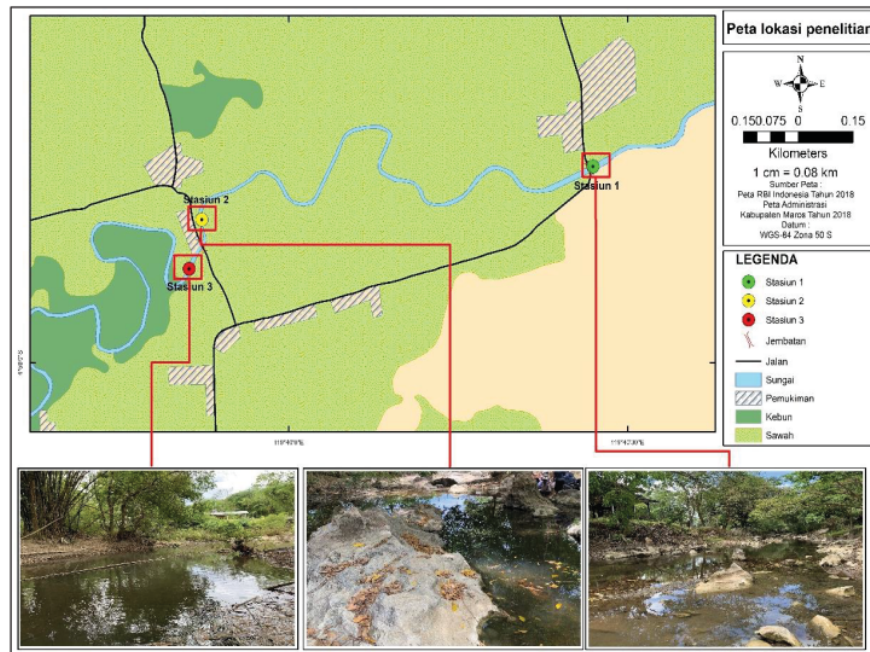 Peta lokasi penelitian
N
W E
S
0.150.075 0 0.15
Kilometers
1 cm = 0.08 km
Sumber Peta :
Peta RBI Indonesia Tahun 2018
Peta Administrasi
Kabupaten Maros Tahun 2018
Datum :
WGS-84 Zona 50 S
LEGENDA
Stasiun 1
Stasiun 2
Stasiun 3
Jembatan
Jalan
Sungai
Pemukiman
Kebun
Sawah
Stasiun 1
Stasiun 2
Stasiun 3